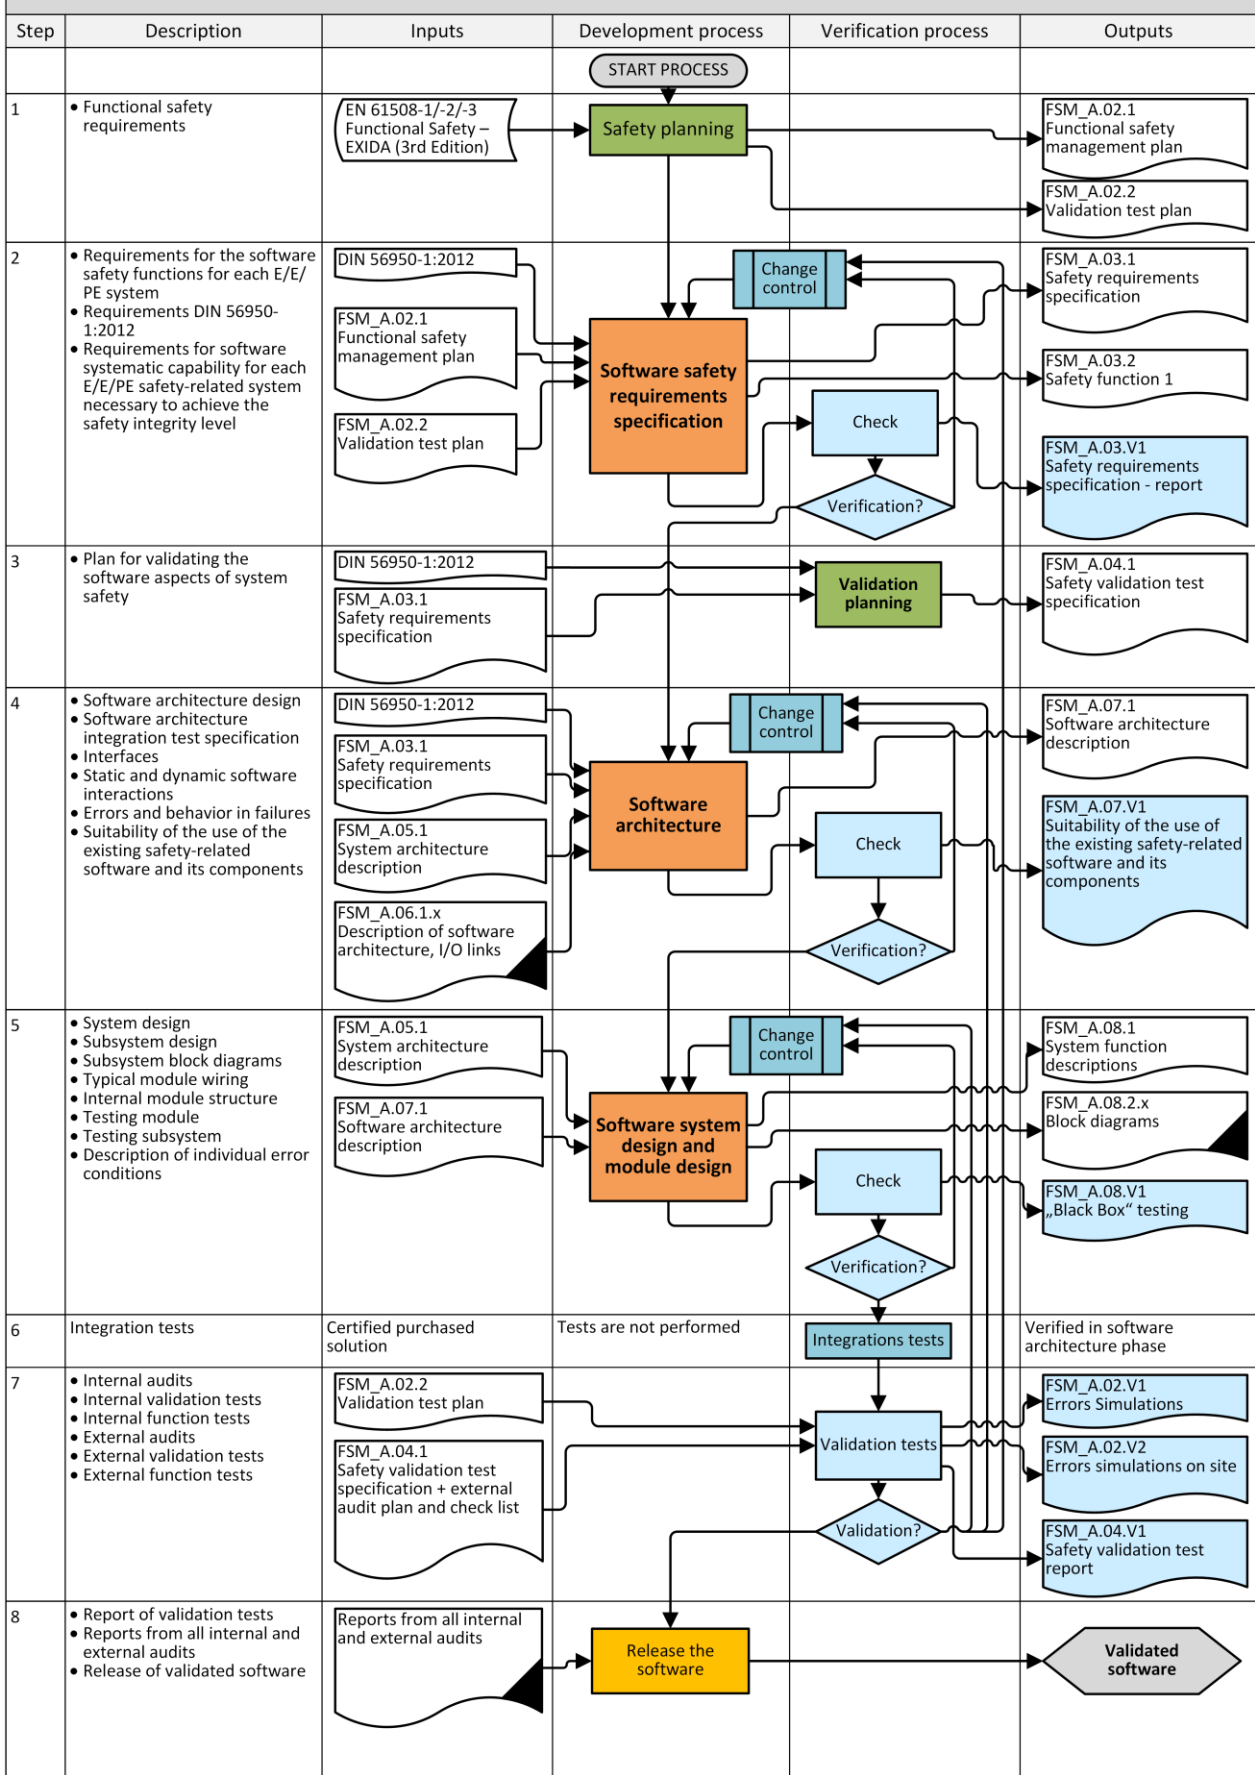 Step
Description
Inputs
Development process
Verification process
Outputs
START PROCESS
1
• Functional safety
requirements
EN 61508-1/-2/-3
Functional Safety –
EXIDA (3rd Edition)
Safety planning
FSM_A.02.1
Functional safety
management plan
FSM_A.02.2
Validation test plan
2
• Requirements for the software
safety functions for each E/E/
PE system
• Requirements DIN 56950-
1:2012
• Requirements for software
systematic capability for each
E/E/PE safety-related system
necessary to achieve the
safety integrity level
DIN 56950-1:2012
FSM_A.02.1
Functional safety
management plan
FSM_A.02.2
Validation test plan
Change
control
Software safety
requirements
specification
Check
Verification?
FSM_A.03.1
Safety requirements
specification
FSM_A.03.2
Safety function 1
FSM_A.03.V1
Safety requirements
specification - report
3
• Plan for validating the
software aspects of system
safety
DIN 56950-1:2012
FSM_A.03.1
Safety requirements
specification
Validation
planning
FSM_A.04.1
Safety validation test
specification
4
• Software architecture design
• Software architecture
integration test specification
• Interfaces
• Static and dynamic software
interactions
• Errors and behavior in failures
• Suitability of the use of the
existing safety-related
software and its components
DIN 56950-1:2012
FSM_A.03.1
Safety requirements
specification
FSM_A.05.1
System architecture
description
FSM_A.06.1.x
Description of software
architecture, I/O links
Change
control
Software
architecture
Check
Verification?
FSM_A.07.1
Software architecture
description
FSM_A.07.V1
Suitability of the use of
the existing safety-related
software and its
components
5
• System design
• Subsystem design
• Subsystem block diagrams
• Typical module wiring
• Internal module structure
• Testing module
• Testing subsystem
• Description of individual error
conditions
FSM_A.05.1
System architecture
description
FSM_A.07.1
Software architecture
description
Change
control
Software system
design and
module design
Check
Verification?
FSM_A.08.1
System function
descriptions
FSM_A.08.2.x
Block diagrams
FSM_A.08.V1
„Black Box“ testing
6
Integration tests
Certified purchased
solution
Tests are not performed
Integrations tests
Verified in software
architecture phase
7
• Internal audits
• Internal validation tests
• Internal function tests
• External audits
• External validation tests
• External function tests
FSM_A.02.2
Validation test plan
FSM_A.04.1
Safety validation test
specification + external
audit plan and check list
Validation tests
Validation?
FSM_A.02.V1
Errors Simulations
FSM_A.02.V2
Errors simulations on site
FSM_A.04.V1
Safety validation test
report
8
• Report of validation tests
• Reports from all internal and
external audits
• Release of validated software
Reports from all internal
and external audits
Release the
software
Validated
software